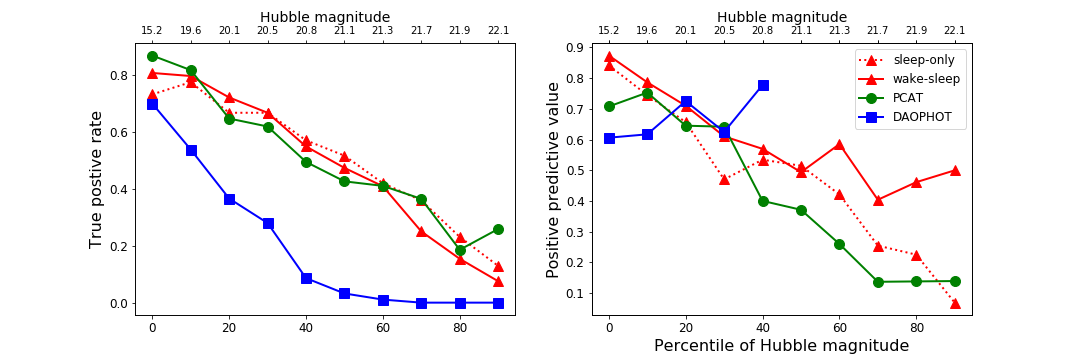 Hubble magnitude
15.2 19.6 20.1 20.5 20.8 21.1 21.3 21.7 21.9 22.1
True postive rate
0.8
0.6
0.4
0.2
0.0
0 20 40 60 80
Hubble magnitude
15.2 19.6 20.1 20.5 20.8 21.1 21.3 21.7 21.9 22.1
Positive predictive value
0.9
0.8
0.7
0.6
0.5
0.4
0.3
0.2
0.1
sleep-only
wake-sleep
PCAT
DAOPHOT
0 20 40 60 80
Percentile of Hubble magnitude